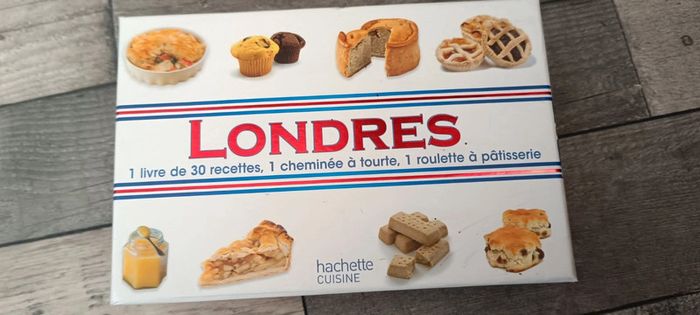 LONDRES
1 livre de 30 recettes, 1 cheminée à tourte, 1 roulette à pâtisserie
hachette
CUISINE